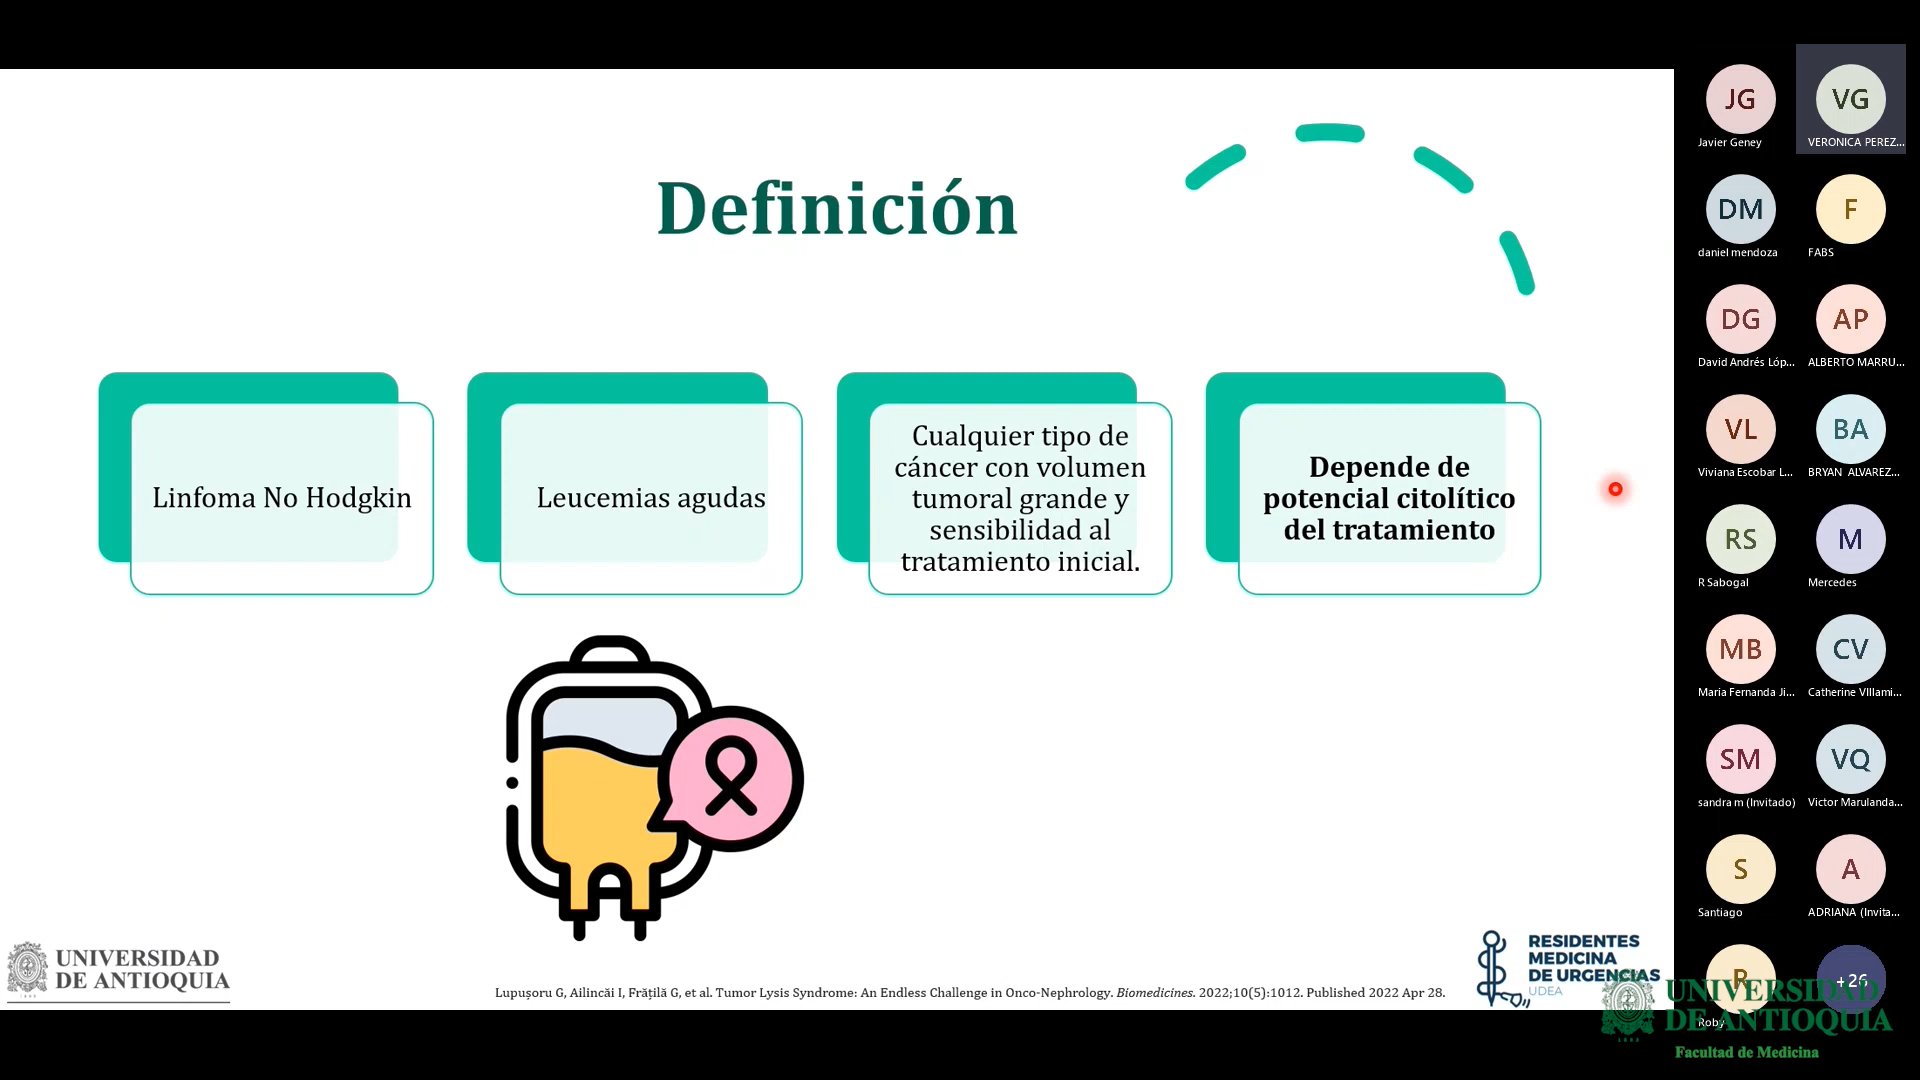 Definición
Linfoma No Hodgkin
Leucemias agudas
Cualquier tipo de
cáncer con volumen
tumoral grande y
sensibilidad al
tratamiento inicial.
Depende de
potencial citolítico
del tratamiento
UNIVERSIDAD
DE ANTIOQUIA
1803
Lupușoru G, Ailincăi I, Frățilă G, et al. Tumor Lysis Syndrome: An Endless Challenge in Onco-Nephrology. Biomedicines. 2022;10(5):1012. Published 2022 Apr 28.
RESIDENTES
MEDICINA
DE URGENCIAS
UDEA
JG
Javier Geney
VG
VERONICA PEREZ...
DM
daniel mendoza
F
FABS
DG
David Andrés Lóp...
AP
ALBERTO MARRU...
VL
Viviana Escobar L...
BA
BRYAN ALVAREZ...
RS
R Sabogal
M
Mercedes
MB
Maria Fernanda Ji...
CV
Catherine VIllami...
SM
sandra m (Invitado)
VQ
Victor Marulanda...
S
Santiago
A
ADRIANA (Invita...
R
Roby
+26
UNIVERSIDAD
DE ANTIOQUIA
1803
Facultad de Medicina